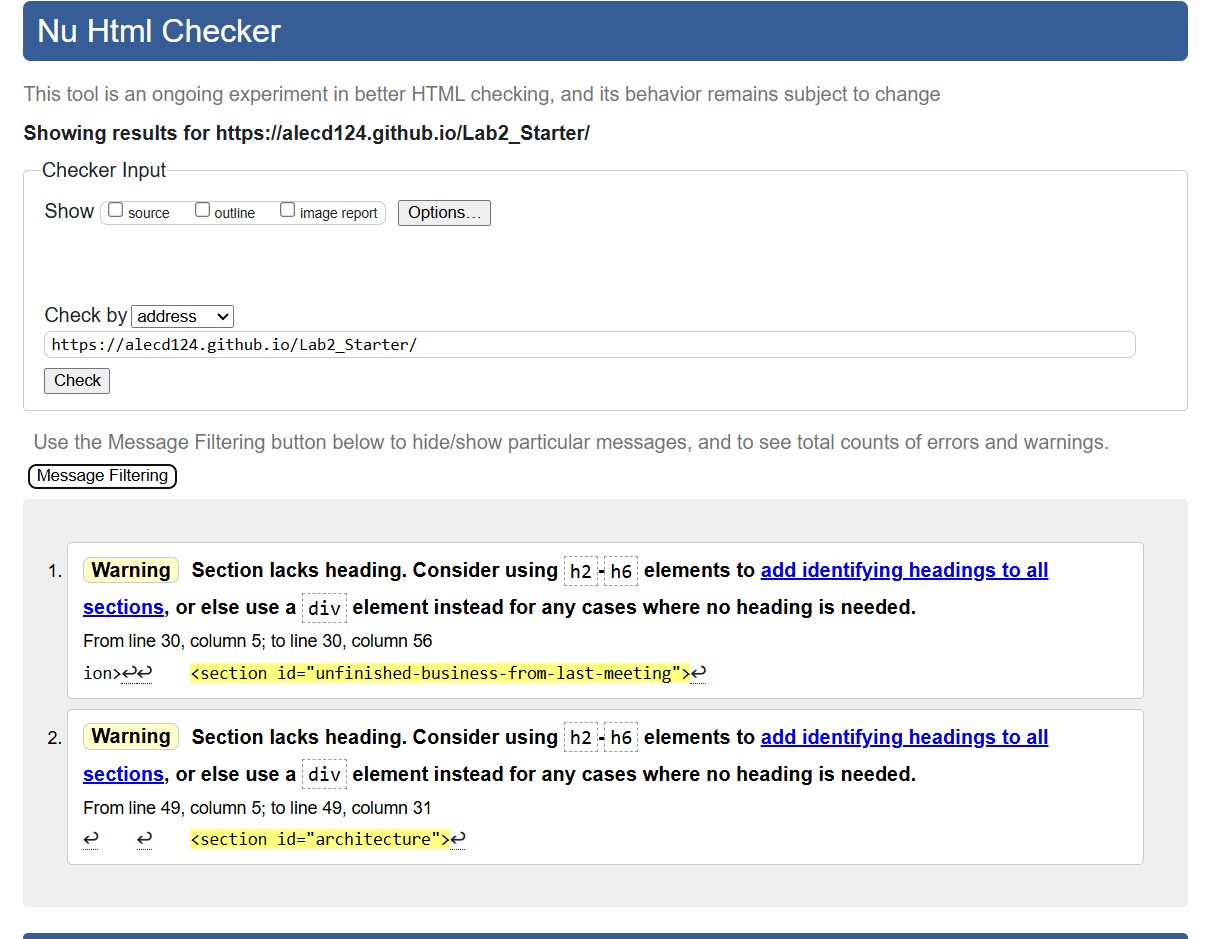 Nu Html Checker
This tool is an ongoing experiment in better HTML checking, and its behavior remains subject to change
Showing results for https://alecd124.github.io/Lab2_Starter/
Checker Input
Show source outline image report Options...
Check by address
https://alecd124.github.io/Lab2_Starter/
Check
Use the Message Filtering button below to hide/show particular messages, and to see total counts of errors and warnings.
Message Filtering
1. Warning Section lacks heading. Consider using h2-h6 elements to add identifying headings to all
sections, or else use a div element instead for any cases where no heading is needed.
From line 30, column 5; to line 30, column 56
ion>↩↩ <section id="unfinished-business-from-last-meeting">↩
2. Warning Section lacks heading. Consider using h2-h6 elements to add identifying headings to all
sections, or else use a div element instead for any cases where no heading is needed.
From line 49, column 5; to line 49, column 31
↩ ↩ <section id="architecture">↩